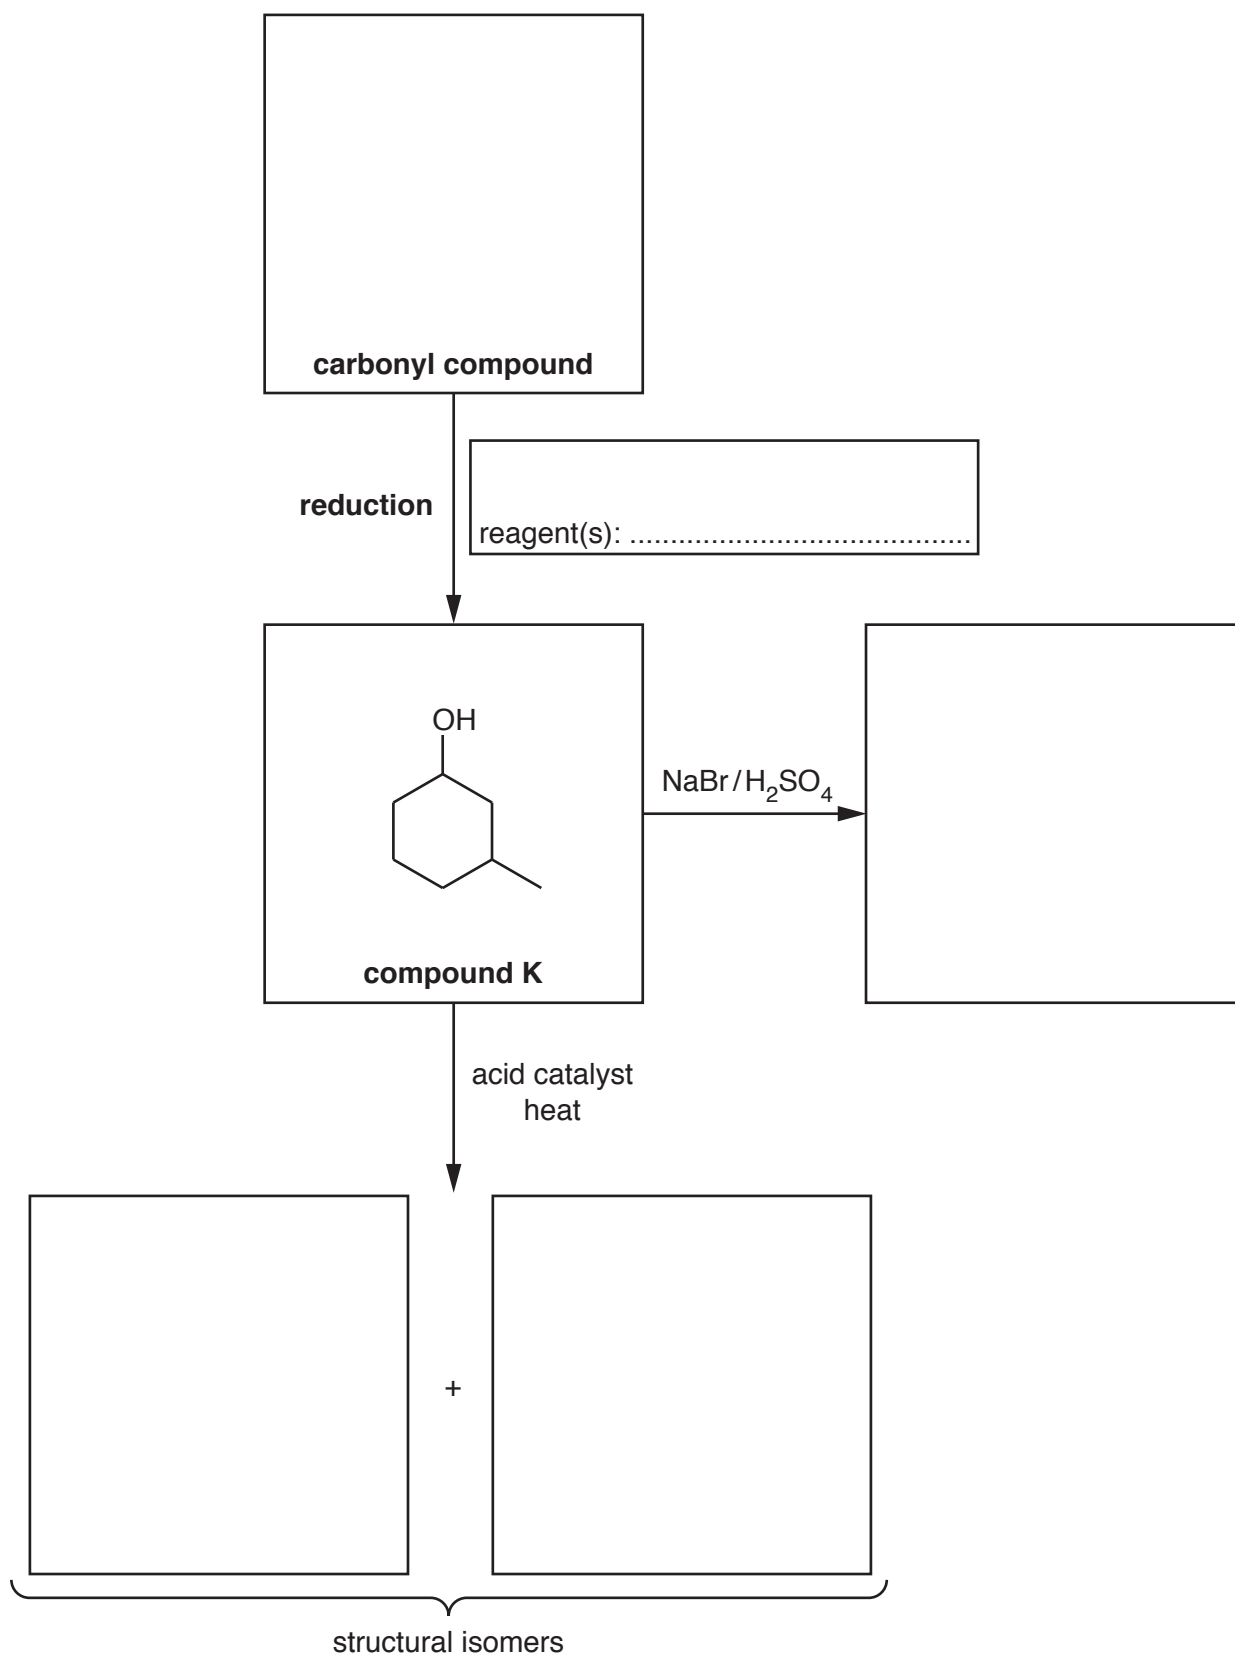 carbonyl compound
reduction
reagent(s): .........................................
OH
NaBr/H₂SO₄
compound K
acid catalyst
heat
+
structural isomers